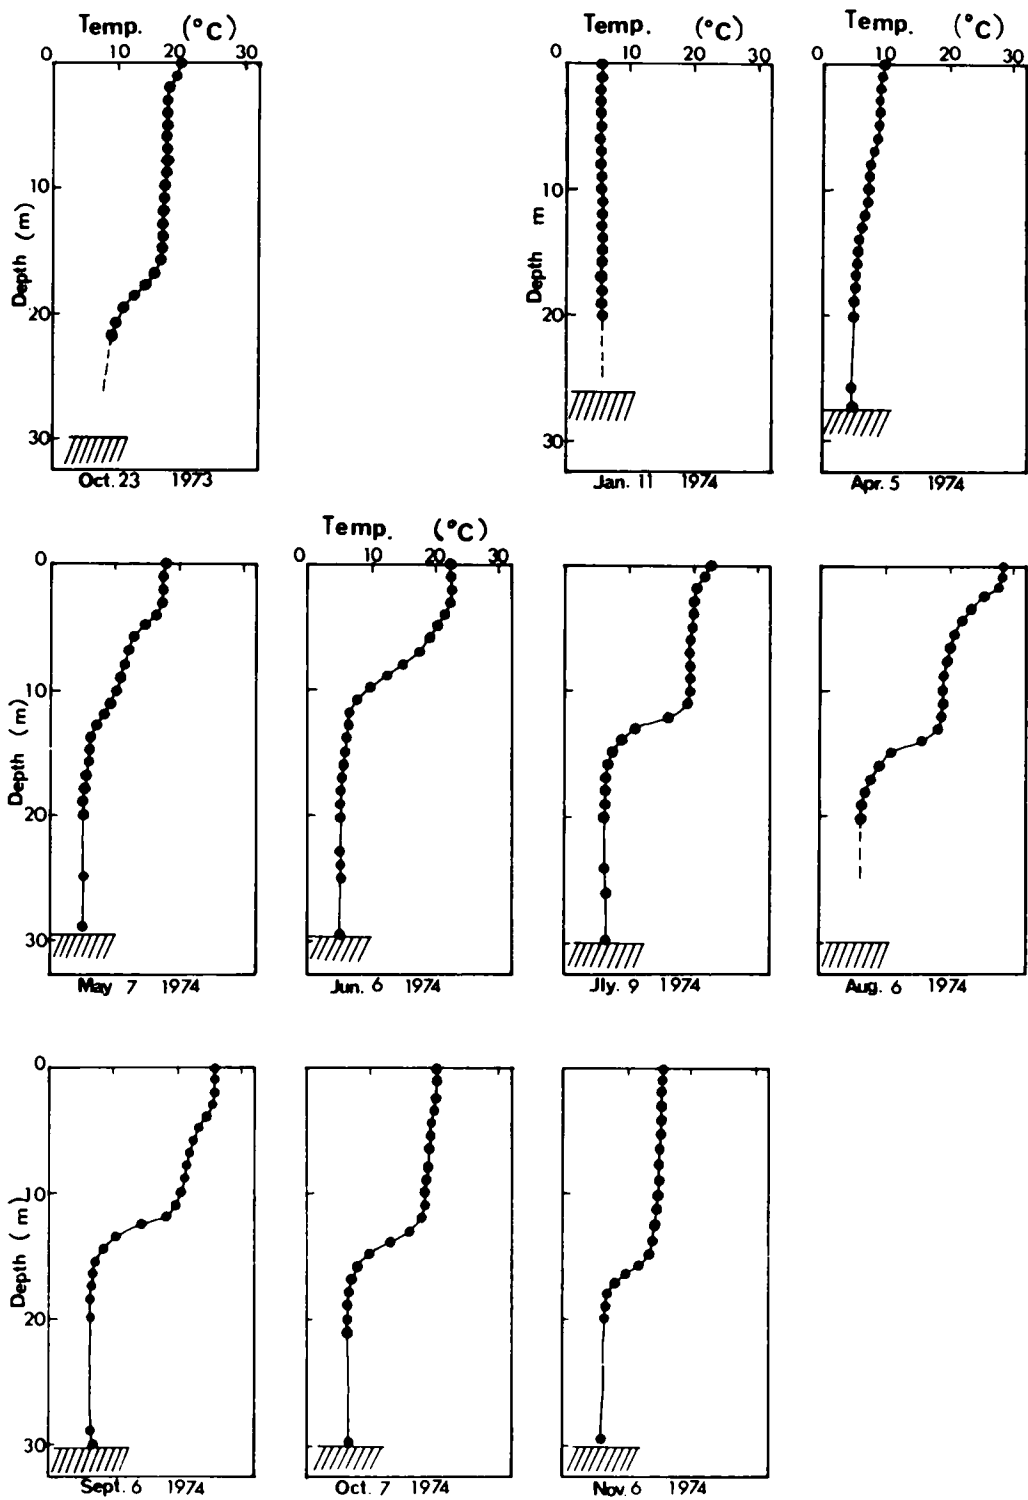 Temp. (°C)
0 10 20 30
10
20
30
Depth (m)
Oct. 23 1973
Temp. (°C)
0 10 20 30
10
20
30
Depth m
Jan. 11 1974
Temp. (°C)
0 10 20 30
Apr. 5 1974
0
10
20
30
Depth (m)
May 7 1974
Temp. (°C)
0 10 20 30
Jun. 6 1974
Jly. 9 1974
Aug. 6 1974
0
10
20
30
Depth (m)
Sept. 6 1974
Oct. 7 1974
Nov. 6 1974